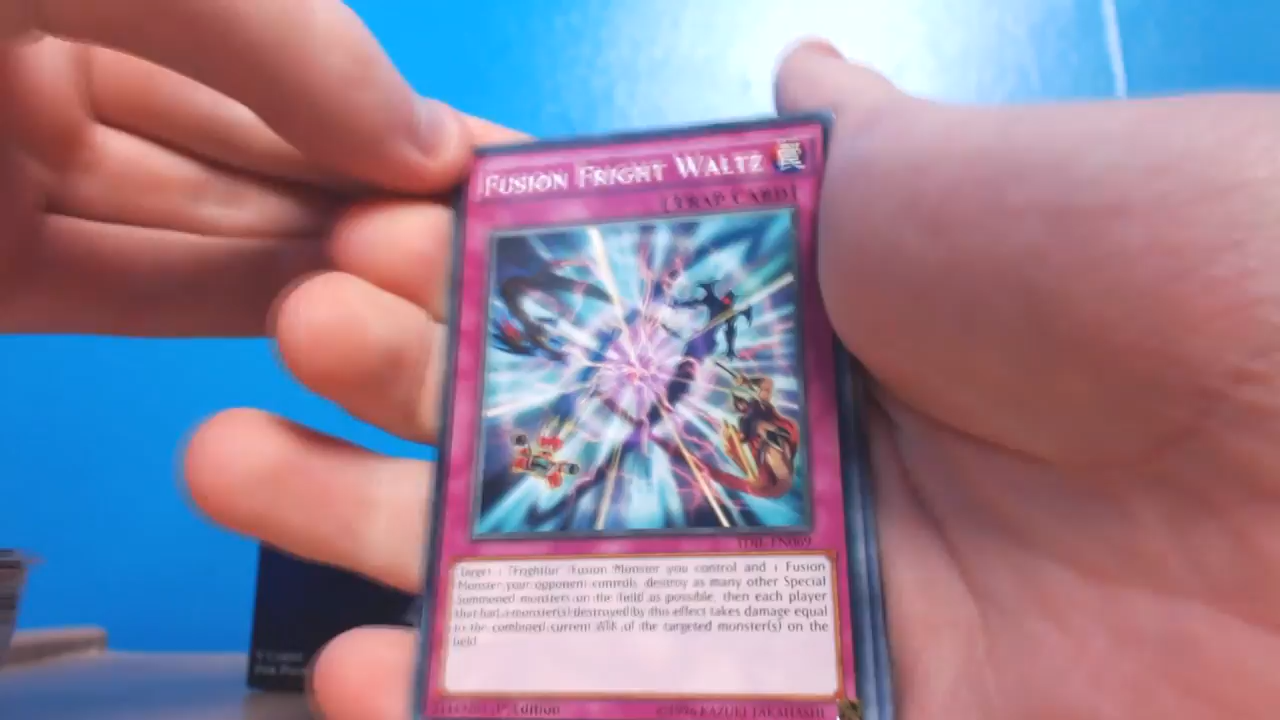 FUSION FRIGHT WALTZ
[TRAP CARD]
TDIL-EN069
Target 1 "Frightfur" Fusion Monster you control and 1 Fusion
Monster your opponent controls; destroy as many other Special
Summoned monsters on the field as possible, then each player
that had a monster(s) destroyed by this effect takes damage equal
to the combined current ATK of the targeted monster(s) on the
field.
Edition
©1996 KAZUKI TAKAHASHI